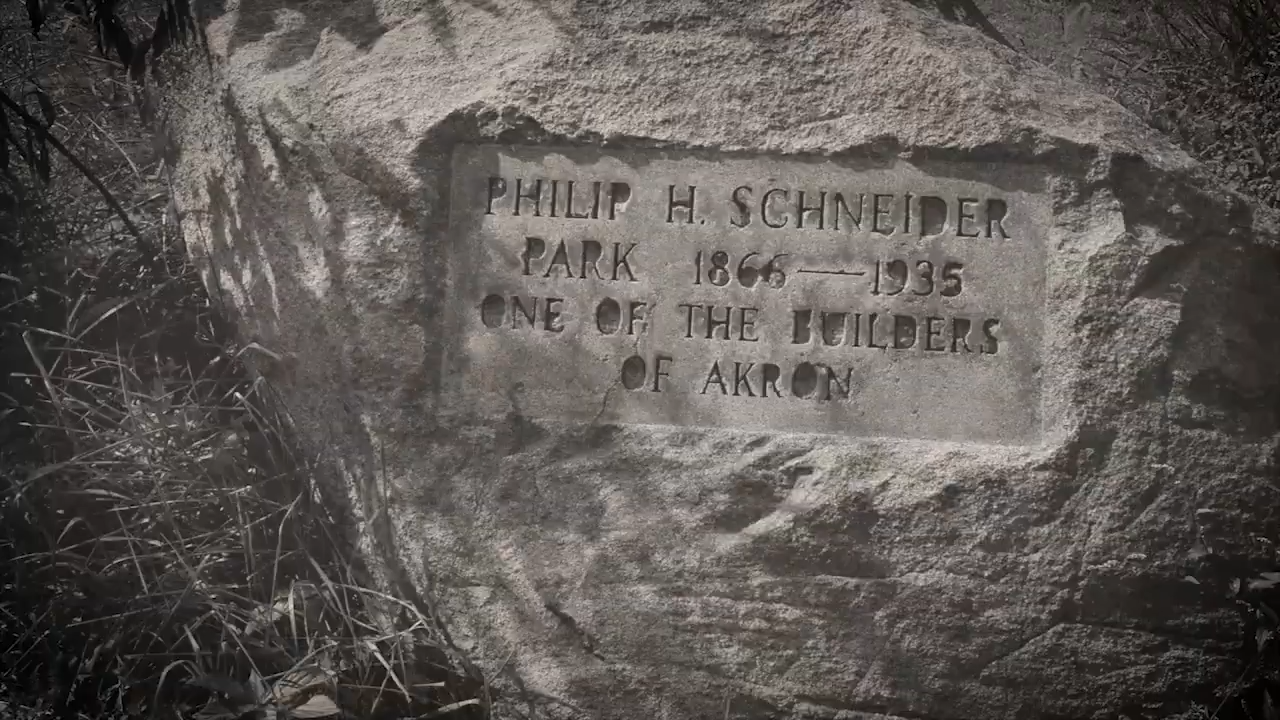 PHILIP H. SCHNEIDER
PARK 1866—1935
ONE OF THE BUILDERS
OF AKRON